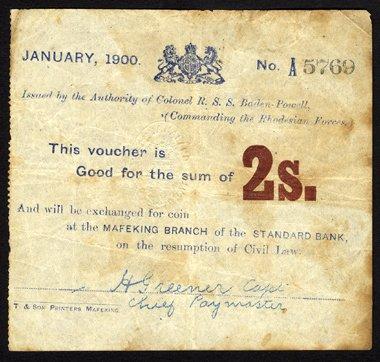 JANUARY, 1900.
No. A 5769
Issued by the Authority of Colonel R. S. S. Baden-Powell,
(Commanding the Rhodesian Forces.)
This voucher is
Good for the sum of 2s.
And will be exchanged for coin
at the MAFEKING BRANCH of the STANDARD BANK,
on the resumption of Civil Law.
H Greener Capt
Chief Paymaster
T & SON PRINTERS MAFEKING